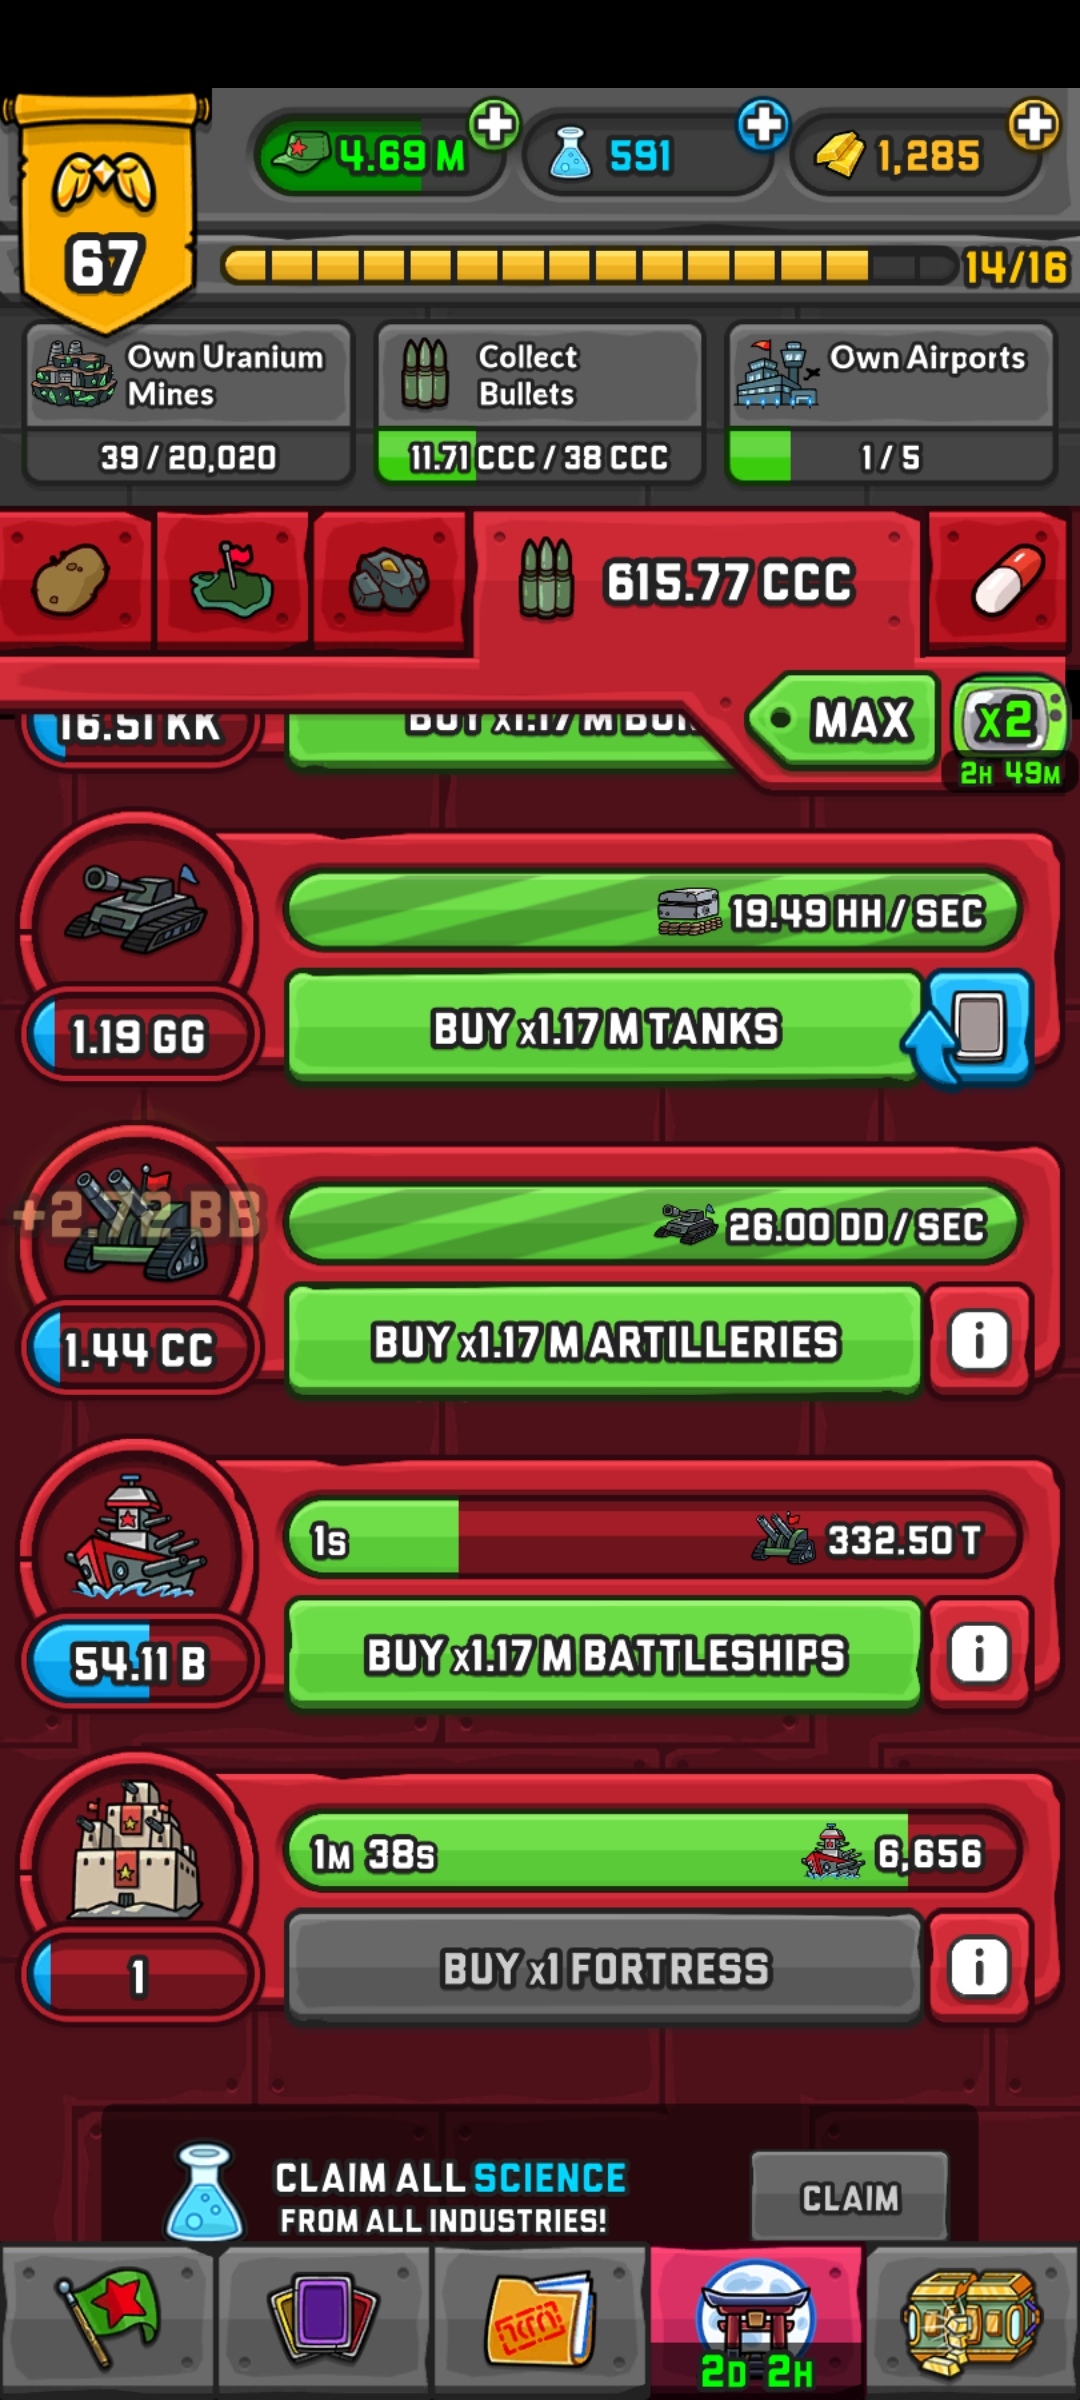 4.69 M
591
1,285
67
14/16
Own Uranium
Mines
39 / 20,020
Collect
Bullets
11.71 CCC / 38 CCC
Own Airports
1 / 5
615.77 CCC
MAX
x2
2H 49M
16.51 KK
BUY x1.17 M
19.49 HH / SEC
1.19 GG
BUY x1.17 M TANKS
+2.72 BB
26.00 DD / SEC
1.44 CC
BUY x1.17 M ARTILLERIES
i
1S
332.50 T
54.11 B
BUY x1.17 M BATTLESHIPS
i
1M 38S
6,656
1
BUY x1 FORTRESS
i
CLAIM ALL SCIENCE
FROM ALL INDUSTRIES!
CLAIM
2D 2H